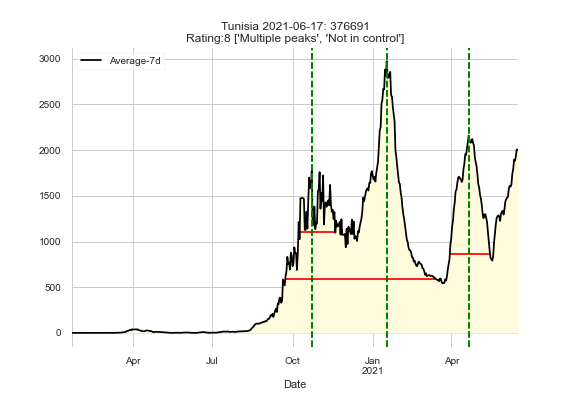 Tunisia 2021-06-17: 376691
Rating:8 ['Multiple peaks', 'Not in control']
Average-7d
3000
2500
2000
1500
1000
500
0
Apr Jul Oct Jan Apr
2021
Date